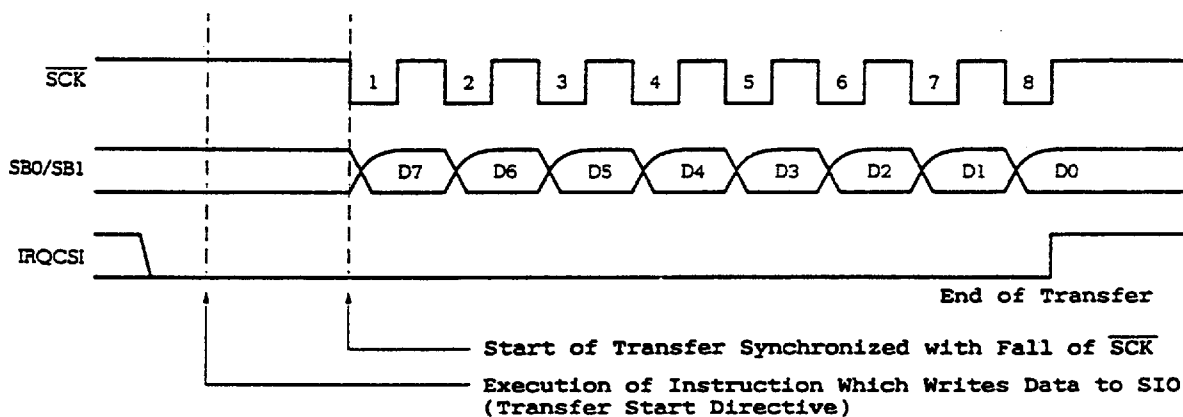 SCK
1 2 3 4 5 6 7 8
SB0/SB1
D7 D6 D5 D4 D3 D2 D1 D0
IRQCSI
End of Transfer
Start of Transfer Synchronized with Fall of SCK
Execution of Instruction Which Writes Data to SIO
(Transfer Start Directive)